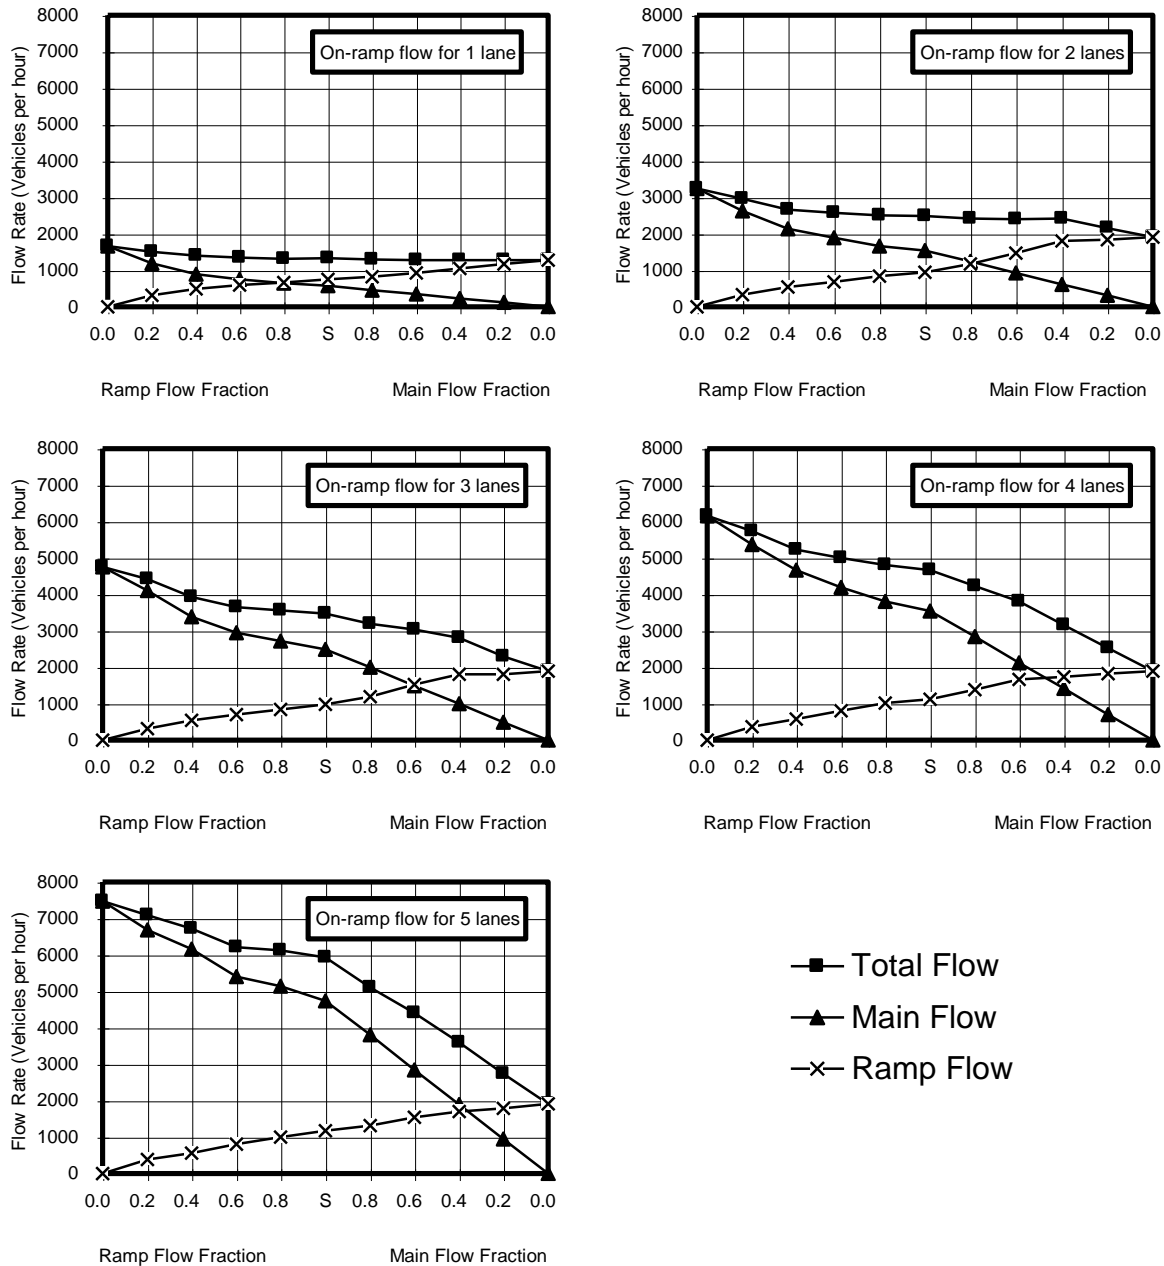 On-ramp flow for 1 lane
Flow Rate (Vehicles per hour)
8000
7000
6000
5000
4000
3000
2000
1000
0
0.0 0.2 0.4 0.6 0.8 S 0.8 0.6 0.4 0.2 0.0
Ramp Flow Fraction Main Flow Fraction
On-ramp flow for 2 lanes
Flow Rate (Vehicles per hour)
8000
7000
6000
5000
4000
3000
2000
1000
0
0.0 0.2 0.4 0.6 0.8 S 0.8 0.6 0.4 0.2 0.0
Ramp Flow Fraction Main Flow Fraction
On-ramp flow for 3 lanes
Flow Rate (Vehicles per hour)
8000
7000
6000
5000
4000
3000
2000
1000
0
0.0 0.2 0.4 0.6 0.8 S 0.8 0.6 0.4 0.2 0.0
Ramp Flow Fraction Main Flow Fraction
On-ramp flow for 4 lanes
Flow Rate (Vehicles per hour)
8000
7000
6000
5000
4000
3000
2000
1000
0
0.0 0.2 0.4 0.6 0.8 S 0.8 0.6 0.4 0.2 0.0
Ramp Flow Fraction Main Flow Fraction
On-ramp flow for 5 lanes
Flow Rate (Vehicles per hour)
8000
7000
6000
5000
4000
3000
2000
1000
0
0.0 0.2 0.4 0.6 0.8 S 0.8 0.6 0.4 0.2 0.0
Ramp Flow Fraction Main Flow Fraction
Total Flow
Main Flow
Ramp Flow